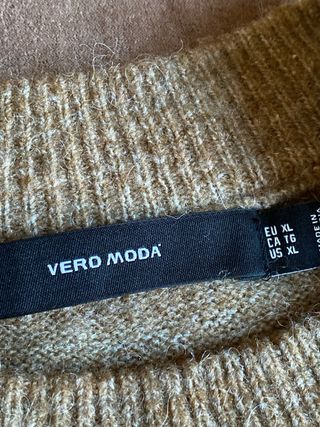 VERO MODA
EU XL
CA TG
US XL
MADE IN